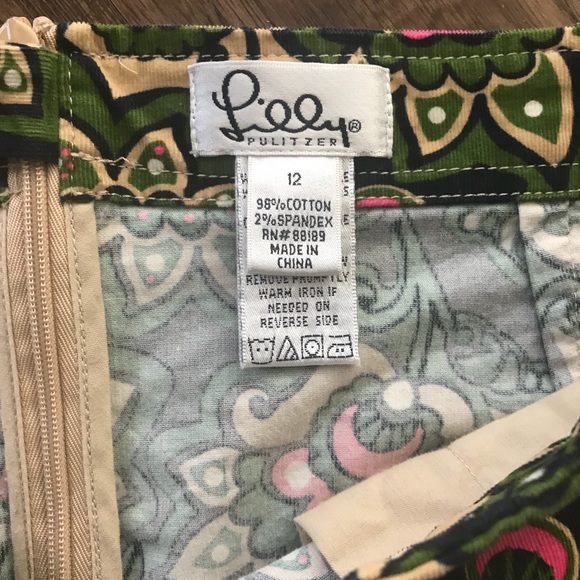 Lilly®
PULITZER
12
98% COTTON
2% SPANDEX
RN# 88189
MADE IN
CHINA
REMOVE PROMPTLY
WARM IRON IF
NEEDED ON
REVERSE SIDE